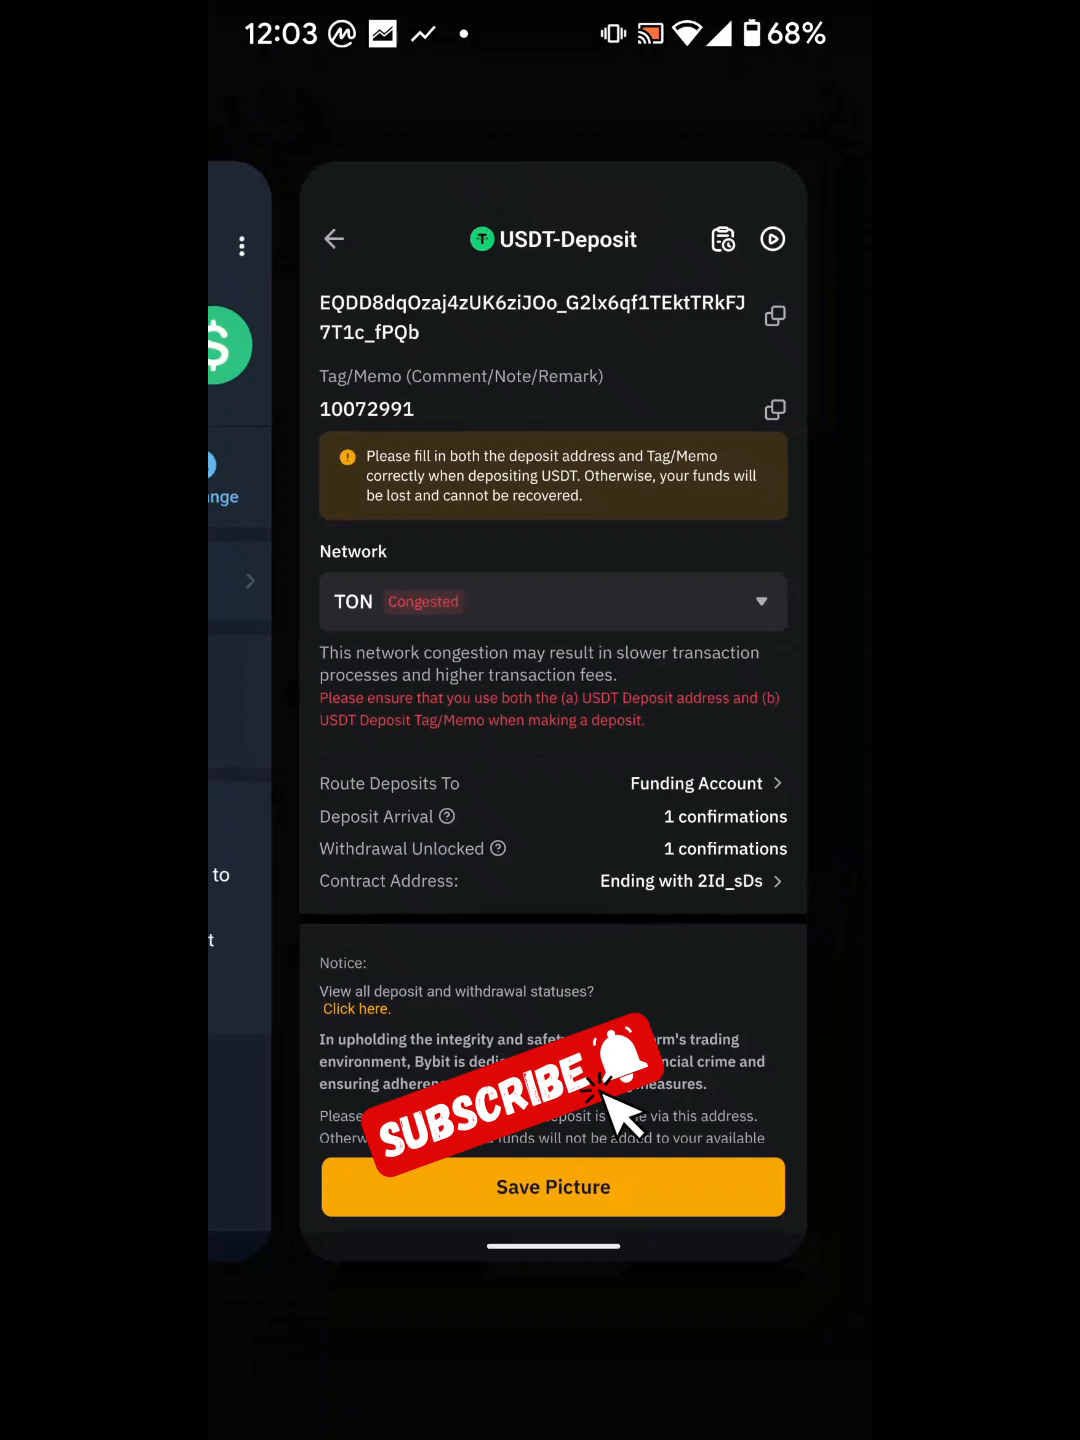 12:03
68%
USDT-Deposit
EQDD8dqOzaj4zUK6ziJOo_G2lx6qf1TEktTRkFJ
7T1c_fPQb
Tag/Memo (Comment/Note/Remark)
10072991
Please fill in both the deposit address and Tag/Memo
correctly when depositing USDT. Otherwise, your funds will
be lost and cannot be recovered.
nge
Network
TON Congested
This network congestion may result in slower transaction
processes and higher transaction fees.
Please ensure that you use both the (a) USDT Deposit address and (b)
USDT Deposit Tag/Memo when making a deposit.
Route Deposits To Funding Account
Deposit Arrival 1 confirmations
Withdrawal Unlocked 1 confirmations
to
Contract Address: Ending with 2Id_sDs
t
Notice:
View all deposit and withdrawal statuses?
Click here.
In upholding the integrity and rm's trading
environment, Bybit is crime and
ensuring
Please is via this address.
funds will not be added to your available
SUBSCRIBE
Save Picture